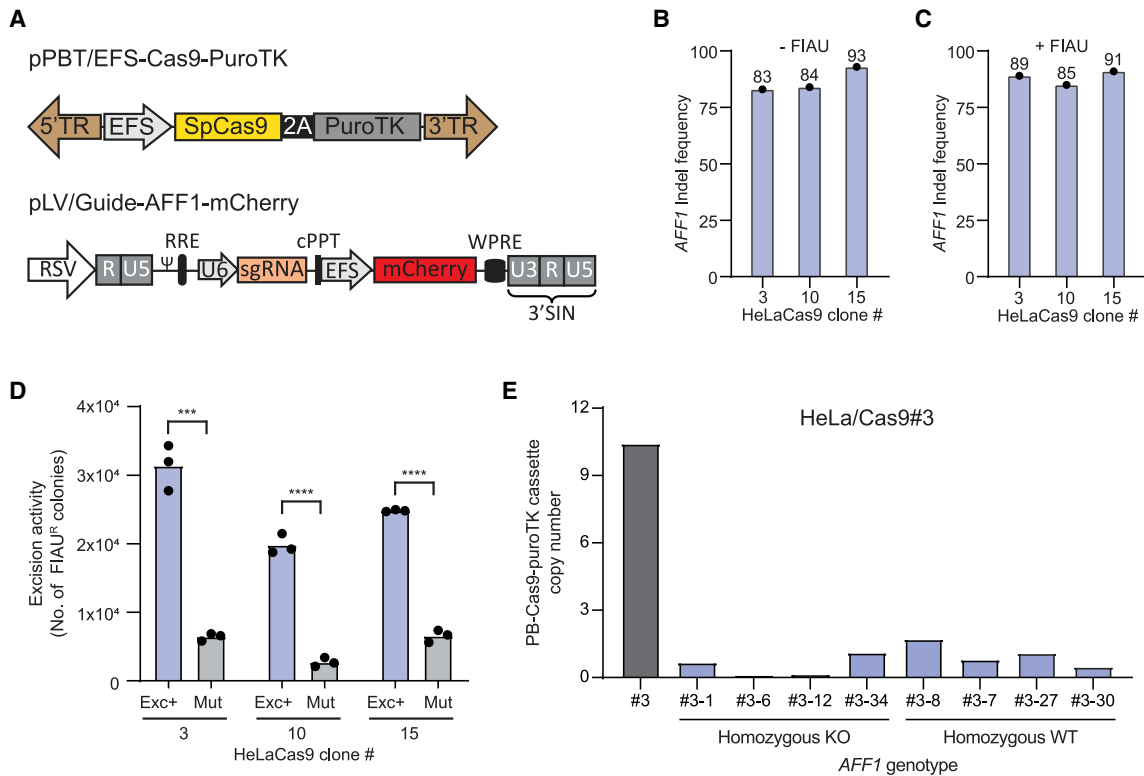 A
pPBT/EFS-Cas9-PuroTK
5'TR EFS SpCas9 2A PuroTK 3'TR
pLV/Guide-AFF1-mCherry
RSV R U5 Ψ RRE U6 sgRNA cPPT EFS mCherry WPRE U3 R U5
3'SIN
B
- FIAU
AFF1 Indel fequency
100
75
50
25
0
83 84 93
3 10 15
HeLaCas9 clone #
C
+ FIAU
AFF1 Indel fequency
100
75
50
25
0
89 85 91
3 10 15
HeLaCas9 clone #
D
Excision activity
(No. of FIAUᴿ colonies)
4x10⁴
3x10⁴
2x10⁴
1x10⁴
0
*** **** ****
Exc+ Mut Exc+ Mut Exc+ Mut
3 10 15
HeLaCas9 clone #
E
HeLa/Cas9#3
PB-Cas9-puroTK cassette
copy number
12
9
6
3
0
#3 #3-1 #3-6 #3-12 #3-34 #3-8 #3-7 #3-27 #3-30
Homozygous KO Homozygous WT
AFF1 genotype